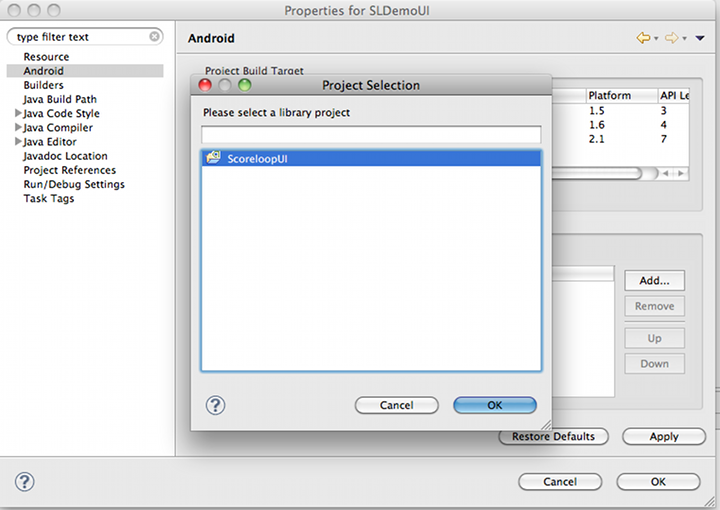 Properties for SLDemoUI
type filter text
Android
Resource
Android
Builders
Java Build Path
Java Code Style
Java Compiler
Java Editor
Javadoc Location
Project References
Run/Debug Settings
Task Tags
Project Build Target
Platform API Le
1.5 3
1.6 4
2.1 7
Project Selection
Please select a library project
ScoreloopUI
?
Cancel
OK
Add...
Remove
Up
Down
Restore Defaults
Apply
?
Cancel
OK